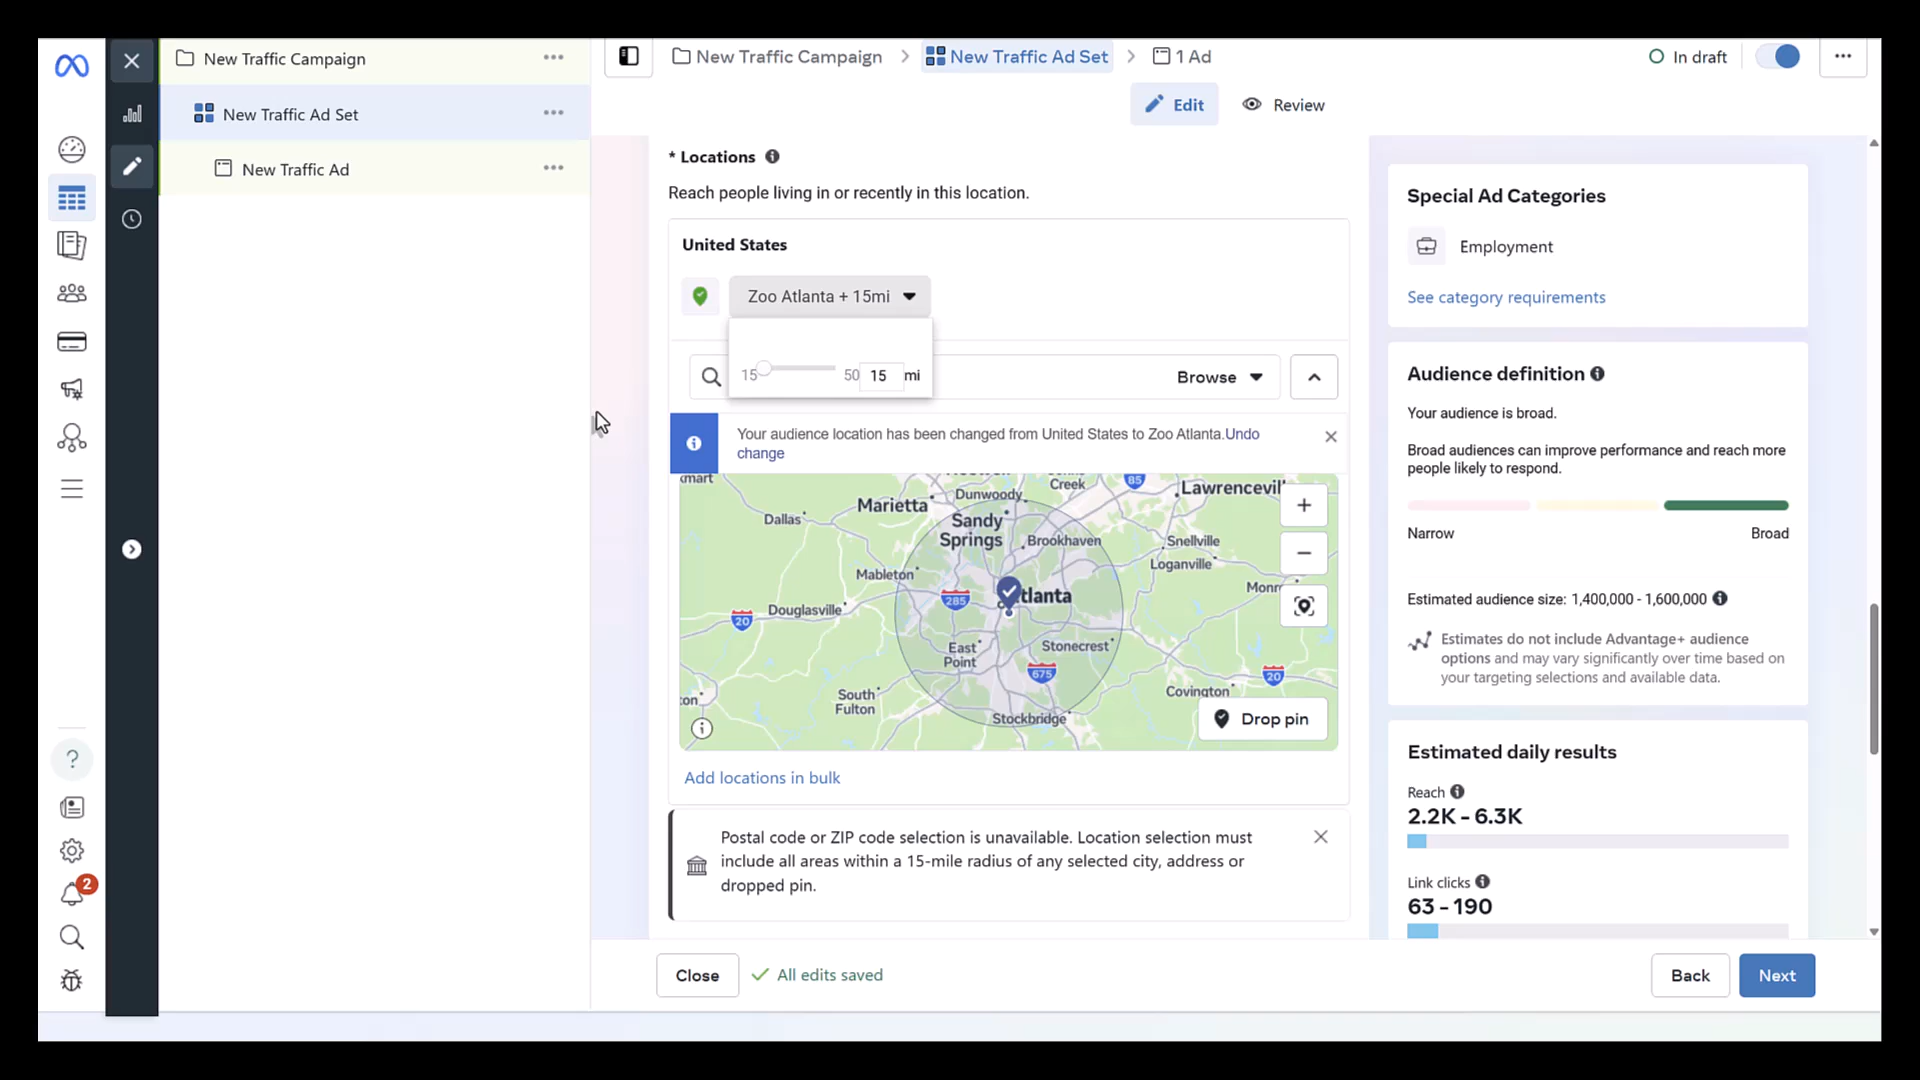 New Traffic Campaign
New Traffic Ad Set
New Traffic Ad
New Traffic Campaign
New Traffic Ad Set
1 Ad
In draft
Edit
Review
* Locations
Reach people living in or recently in this location.
United States
Zoo Atlanta + 15mi
15
50
15
mi
Browse
Your audience location has been changed from United States to Zoo Atlanta.Undo
change
Creek
85
Lawrencevil
Marietta
Dunwoody
Dallas
Sandy
Springs
Brookhaven
Snellville
Loganville
Mableton
Monr
285
tlanta
20
Douglasville
East
Point
Stonecrest
675
20
South
Fulton
Covington
Stockbridge
Drop pin
Add locations in bulk
Postal code or ZIP code selection is unavailable. Location selection must
include all areas within a 15-mile radius of any selected city, address or
dropped pin.
Special Ad Categories
Employment
See category requirements
Audience definition
Your audience is broad.
Broad audiences can improve performance and reach more
people likely to respond.
Narrow
Broad
Estimated audience size: 1,400,000 - 1,600,000
Estimates do not include Advantage+ audience
options and may vary significantly over time based on
your targeting selections and available data.
Estimated daily results
Reach
2.2K - 6.3K
Link clicks
63 - 190
2
Close
All edits saved
Back
Next